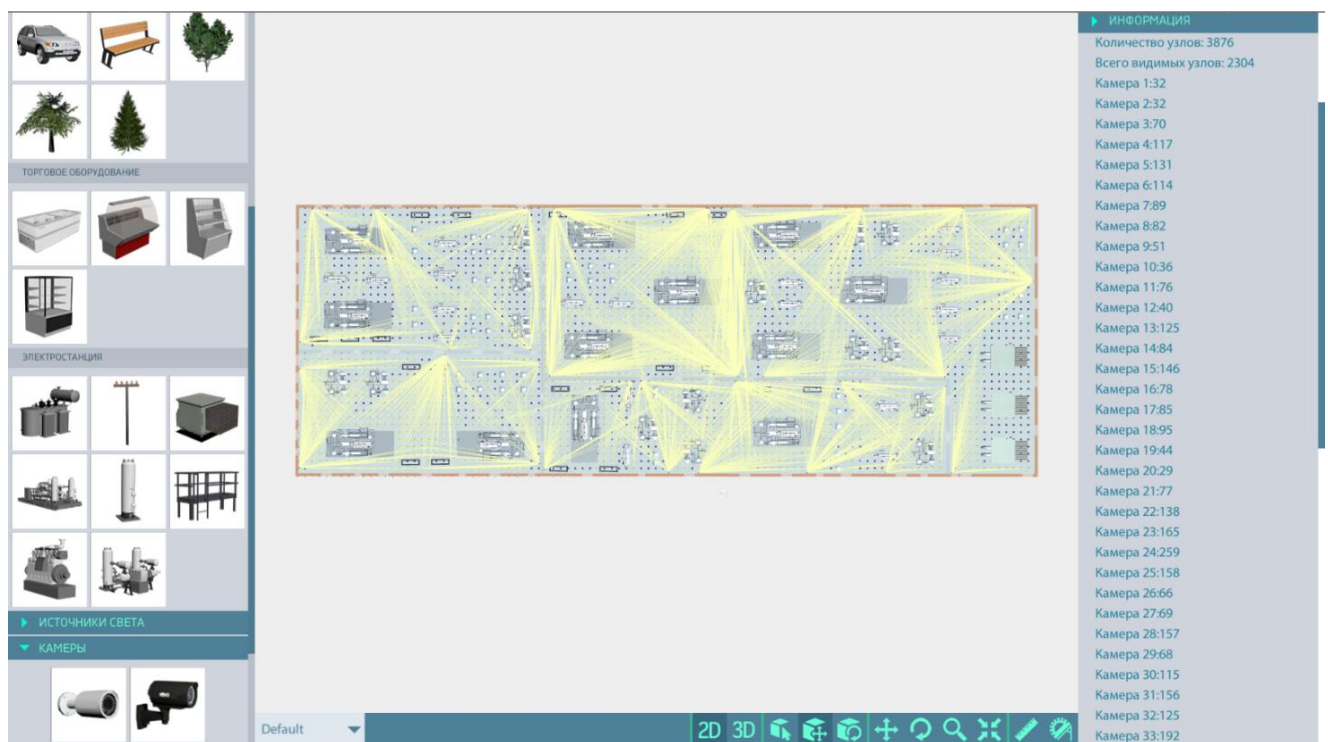 ТОРГОВОЕ ОБОРУДОВАНИЕ
ЭЛЕКТРОСТАНЦИЯ
ИСТОЧНИКИ СВЕТА
КАМЕРЫ
Default
2D 3D
ИНФОРМАЦИЯ
Количество узлов: 3876
Всего видимых узлов: 2304
Камера 1:32
Камера 2:32
Камера 3:70
Камера 4:117
Камера 5:131
Камера 6:114
Камера 7:89
Камера 8:82
Камера 9:51
Камера 10:36
Камера 11:76
Камера 12:40
Камера 13:125
Камера 14:84
Камера 15:146
Камера 16:78
Камера 17:85
Камера 18:95
Камера 19:44
Камера 20:29
Камера 21:77
Камера 22:138
Камера 23:165
Камера 24:259
Камера 25:158
Камера 26:66
Камера 27:69
Камера 28:157
Камера 29:68
Камера 30:115
Камера 31:156
Камера 32:125
Камера 33:192